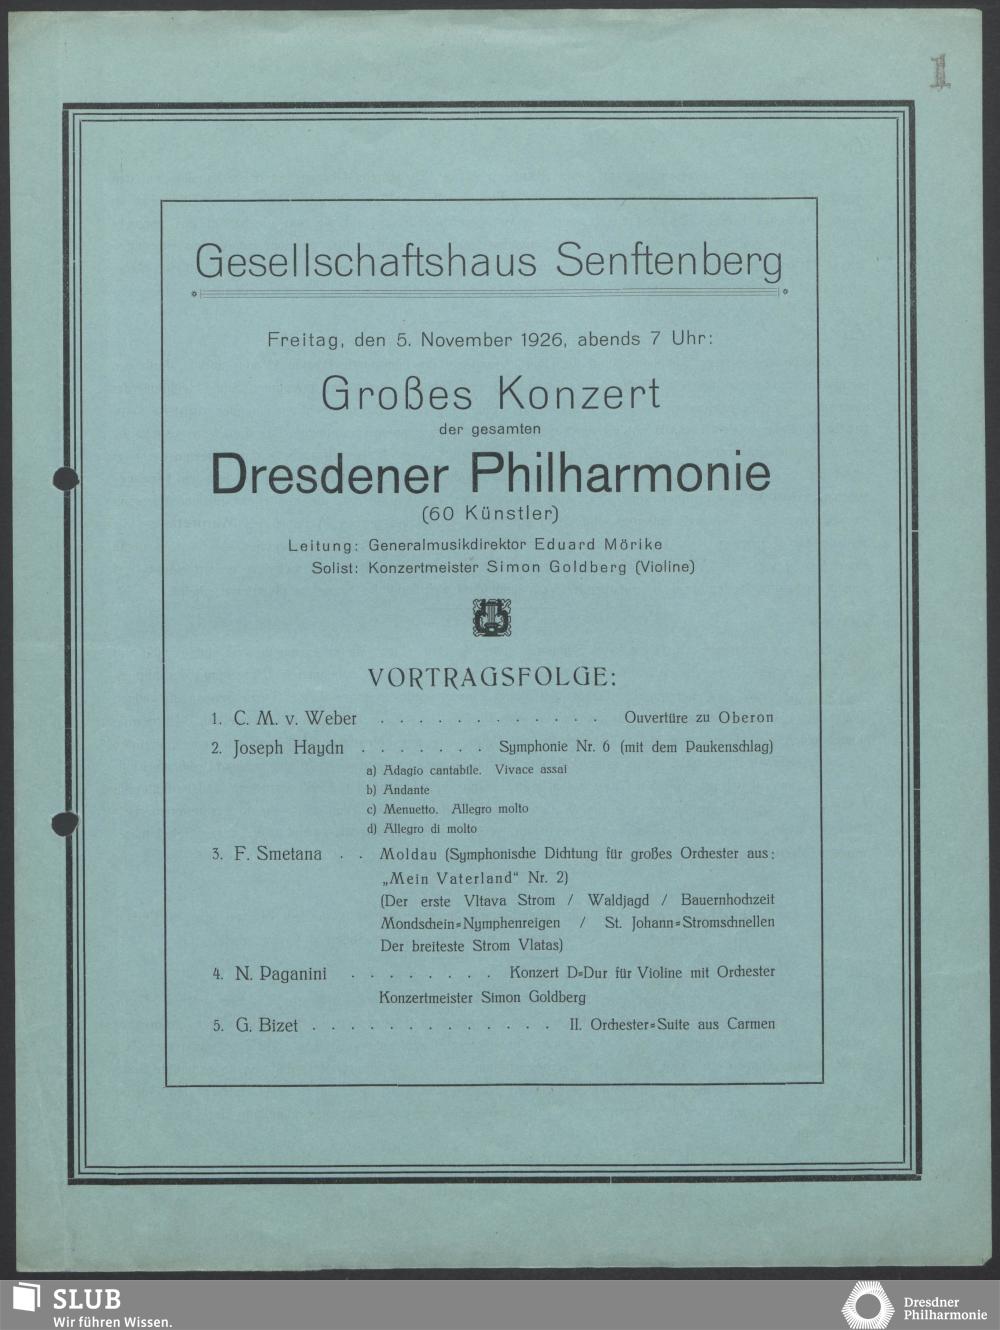 1
Gesellschaftshaus Senftenberg
Freitag, den 5. November 1926, abends 7 Uhr:
Großes Konzert
der gesamten
Dresdener Philharmonie
(60 Künstler)
Leitung: Generalmusikdirektor Eduard Mörike
Solist: Konzertmeister Simon Goldberg (Violine)
VORTRAGSFOLGE:
1. C. M. v. Weber . . . . . . . . . . . . Ouvertüre zu Oberon
2. Joseph Haydn . . . . . . . Symphonie Nr. 6 (mit dem Paukenschlag)
a) Adagio cantabile. Vivace assai
b) Andante
c) Menuetto. Allegro molto
d) Allegro di molto
3. F. Smetana . . Moldau (Symphonische Dichtung für großes Orchester aus:
„Mein Vaterland" Nr. 2)
(Der erste Vltava Strom / Waldjagd / Bauernhochzeit
Mondschein=Nymphenreigen / St. Johann=Stromschnellen
Der breiteste Strom Vlatas)
4. N. Paganini . . . . . . . . Konzert D=Dur für Violine mit Orchester
Konzertmeister Simon Goldberg
5. G. Bizet . . . . . . . . . . . . . II. Orchester=Suite aus Carmen
SLUB
Wir führen Wissen.
Dresdner
Philharmonie